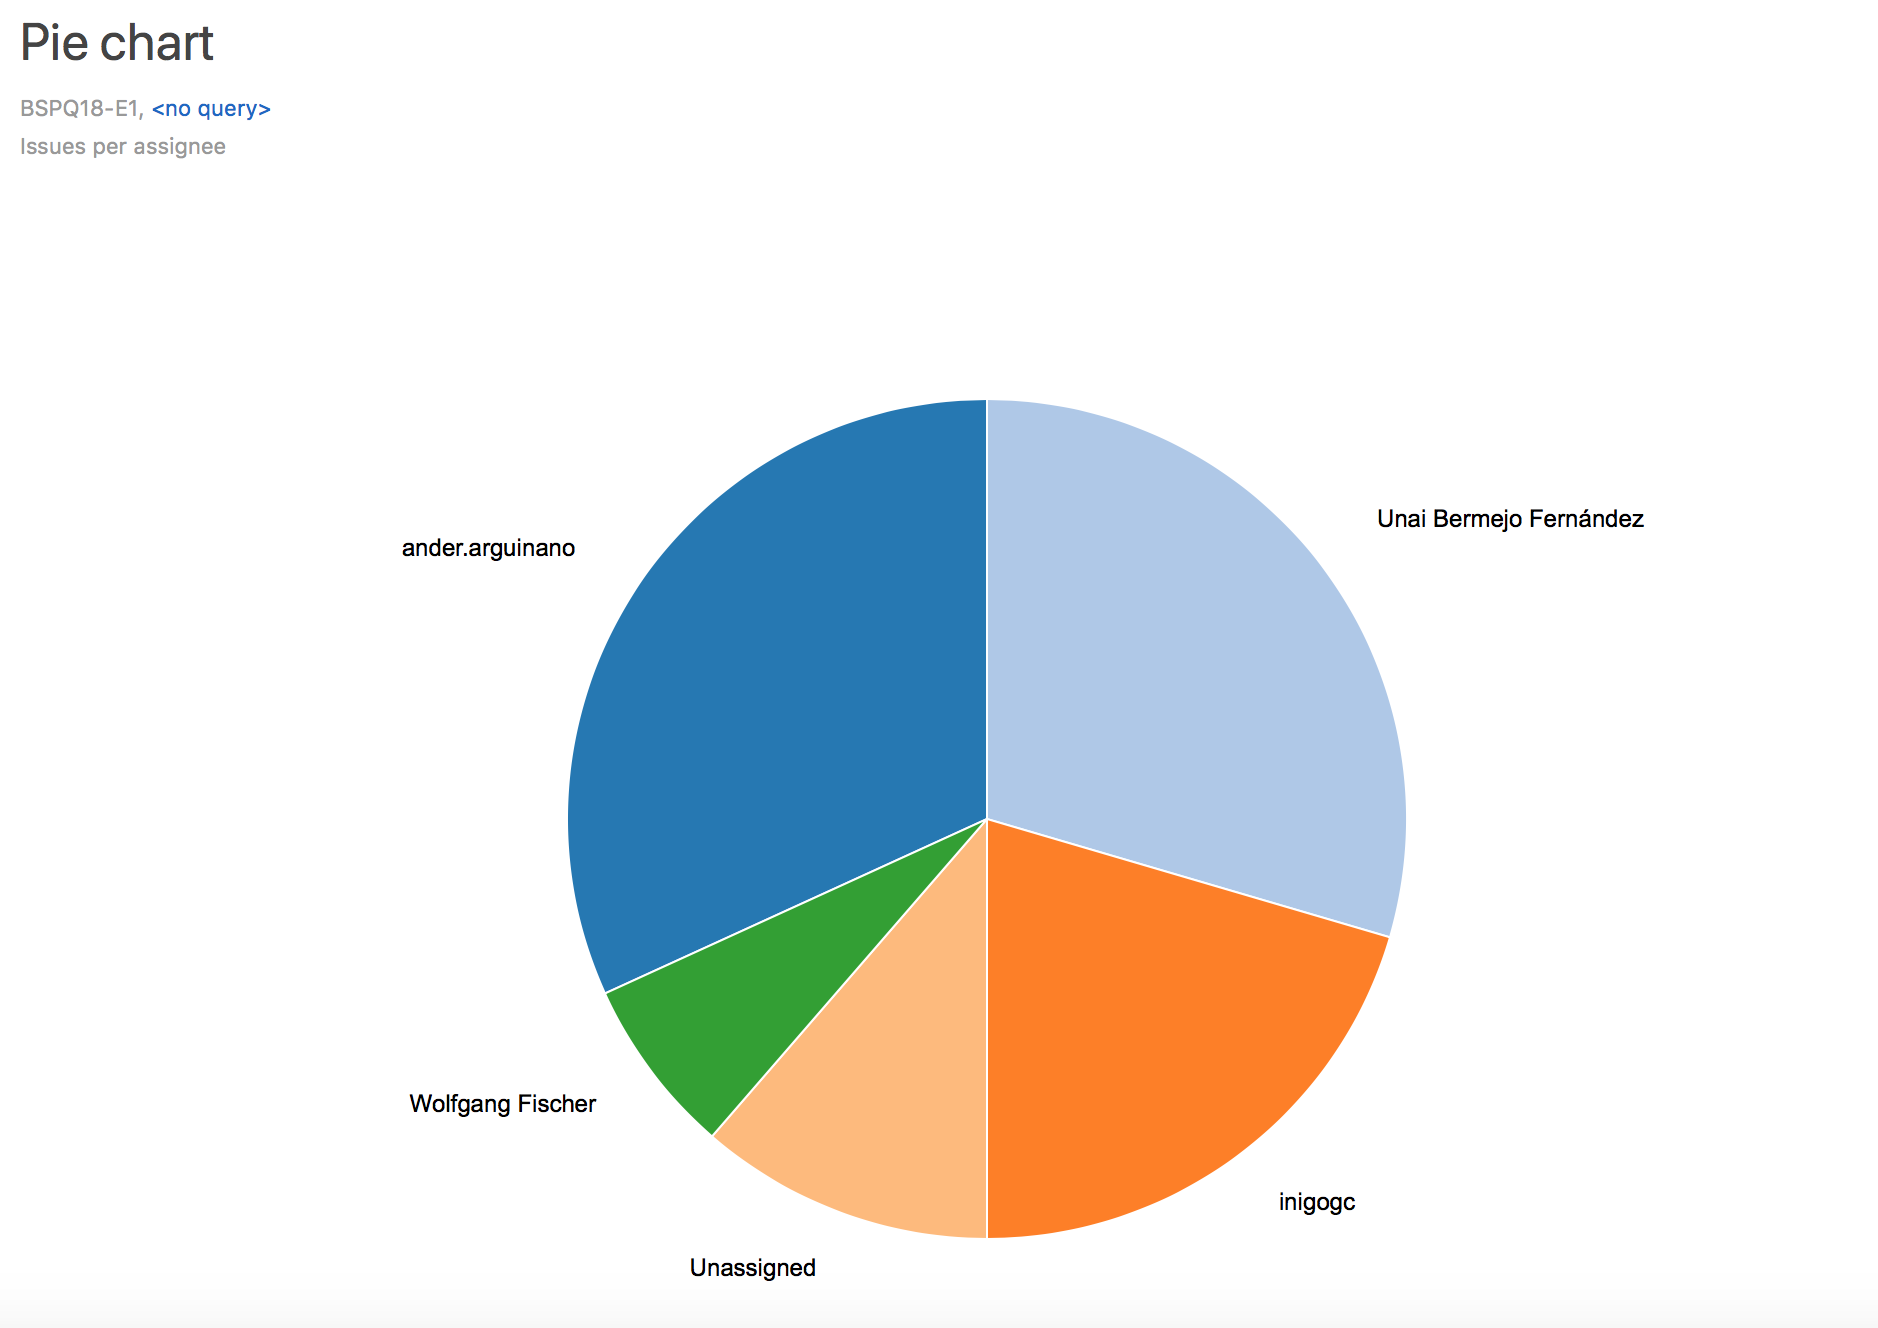 Pie chart
BSPQ18-E1, <no query>
Issues per assignee
Unai Bermejo Fernández
ander.arguinano
Wolfgang Fischer
inigogc
Unassigned